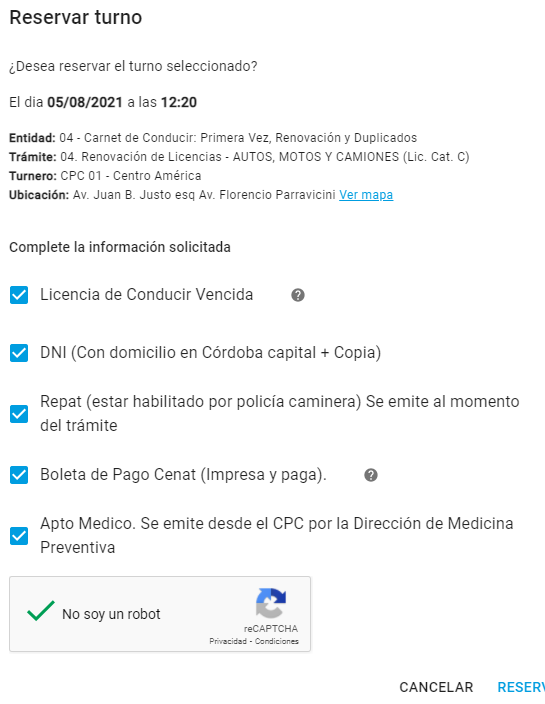 Reservar turno
¿Desea reservar el turno seleccionado?
El dia 05/08/2021 a las 12:20
Entidad: 04 - Carnet de Conducir: Primera Vez, Renovación y Duplicados
Trámite: 04. Renovación de Licencias - AUTOS, MOTOS Y CAMIONES (Lic. Cat. C)
Turnero: CPC 01 - Centro América
Ubicación: Av. Juan B. Justo esq Av. Florencio Parravicini Ver mapa
Complete la información solicitada
Licencia de Conducir Vencida ?
DNI (Con domicilio en Córdoba capital + Copia)
Repat (estar habilitado por policía caminera) Se emite al momento
del trámite
Boleta de Pago Cenat (Impresa y paga). ?
Apto Medico. Se emite desde el CPC por la Dirección de Medicina
Preventiva
No soy un robot
reCAPTCHA
Privacidad - Condiciones
CANCELAR RESERV